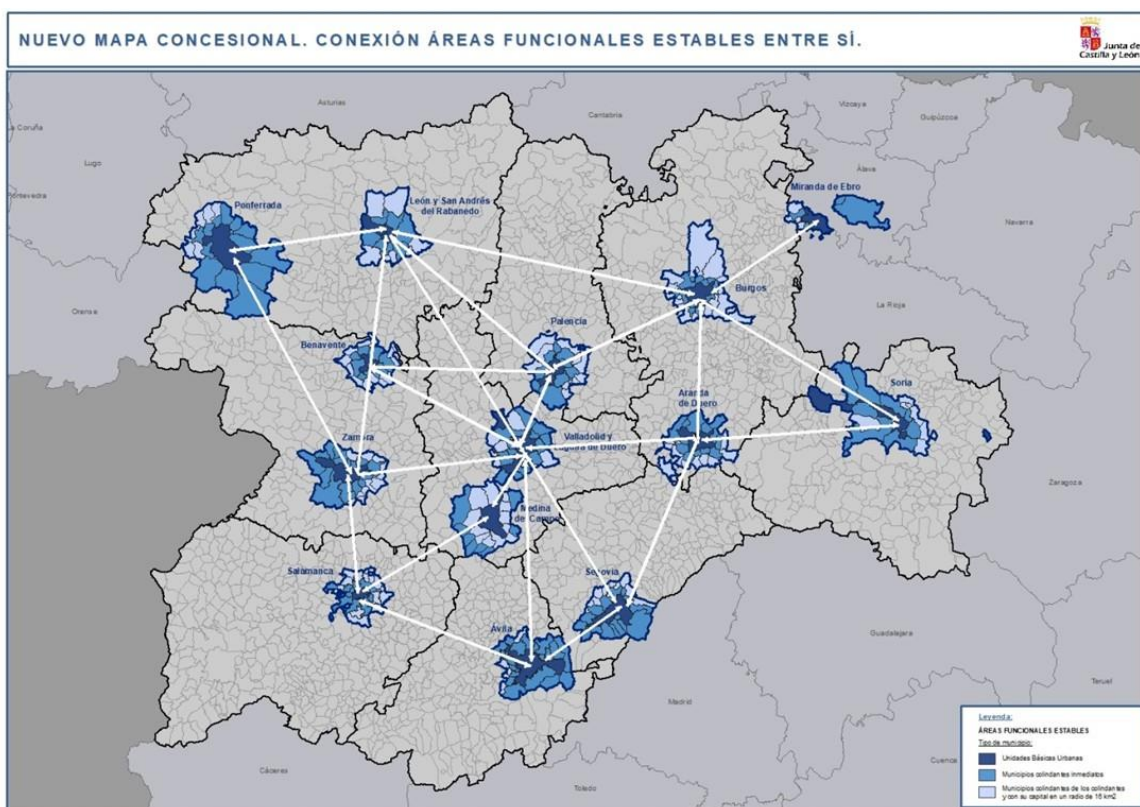 NUEVO MAPA CONCESIONAL. CONEXIÓN ÁREAS FUNCIONALES ESTABLES ENTRE SÍ.
Junta de
Castilla y León
Asturias
Cantabria
Vizcaya
Guipúzcoa
La Coruña
Lugo
Álava
Pontevedra
Miranda de Ebro
Ponferrada
León y San Andrés
del Rabanedo
Navarra
Orense
Burgos
La Rioja
Palencia
Benavente
Aranda
de Duero
Soria
Zamora
Valladolid y
Laguna de Duero
Zaragoza
Medina
del Campo
Salamanca
Segovia
Ávila
Guadalajara
Teruel
Madrid
Cáceres
Toledo
Cuenca
Leyenda:
ÁREAS FUNCIONALES ESTABLES
Tipo de municipio:
Unidades Básicas Urbanas
Municipios colindantes inmediatos
Municipios colindantes de los colindantes
y con su capital en un radio de 16 km2